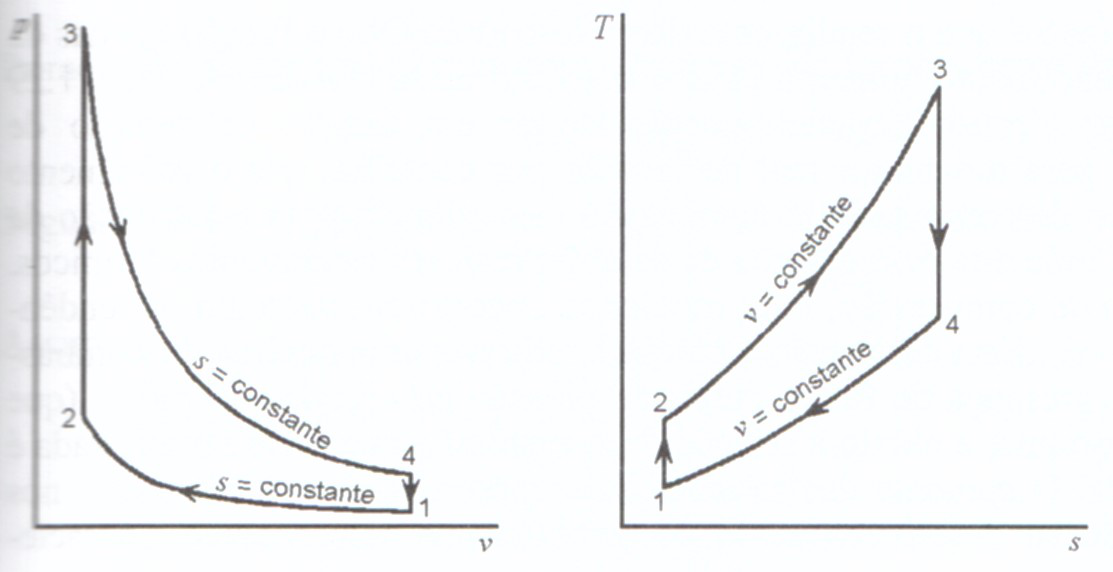 P
3
2
s = constante
s = constante
4
1
v
T
3
v = constante
v = constante
4
2
1
s